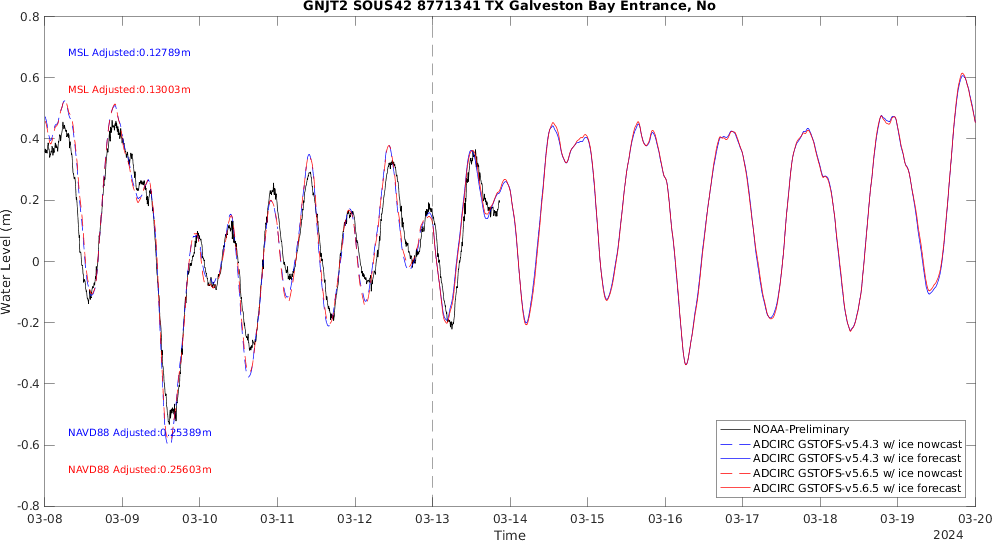 GNJT2 SOUS42 8771341 TX Galveston Bay Entrance, No
0.8
0.6
0.4
0.2
0
-0.2
-0.4
-0.6
-0.8
Water Level (m)
MSL Adjusted:0.12789m
MSL Adjusted:0.13003m
NAVD88 Adjusted:0.25389m
NAVD88 Adjusted:0.25603m
NOAA-Preliminary
ADCIRC GSTOFS-v5.4.3 w/ ice nowcast
ADCIRC GSTOFS-v5.4.3 w/ ice forecast
ADCIRC GSTOFS-v5.6.5 w/ ice nowcast
ADCIRC GSTOFS-v5.6.5 w/ ice forecast
03-08 03-09 03-10 03-11 03-12 03-13 03-14 03-15 03-16 03-17 03-18 03-19 03-20
Time
2024